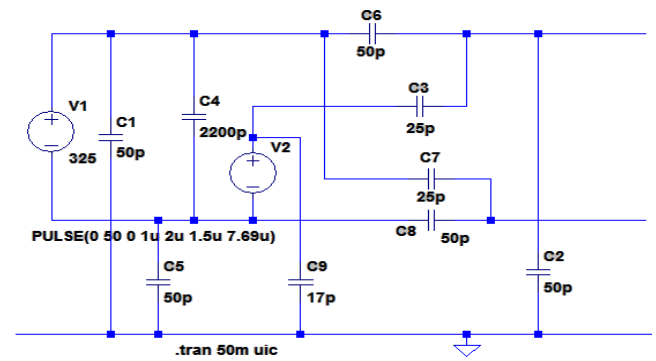 C6
50p
C3
25p
V1
325
C1
50p
C4
2200p
V2
C7
25p
PULSE(0 50 0 1u 2u 1.5u 7.69u)
C8
50p
C5
50p
C9
17p
C2
50p
.tran 50m uic